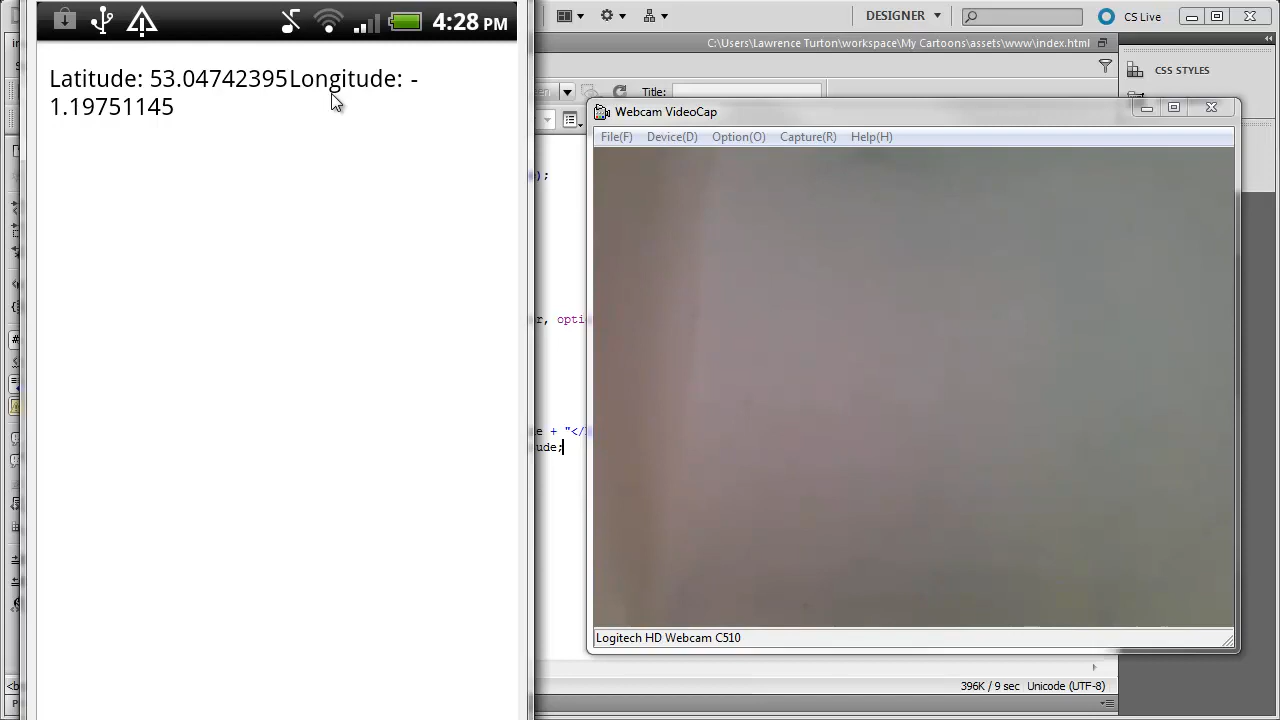 4:28 PM
Latitude: 53.04742395Longitude: -
1.19751145
DESIGNER
CS Live
C:\Users\Lawrence Turton\workspace\My Cartoons\assets\www\index.html
CSS STYLES
Title:
Webcam VideoCap
File(F) Device(D) Option(O) Capture(R) Help(H)
);
r, opti
e + "</
ude;
Logitech HD Webcam C510
396K / 9 sec Unicode (UTF-8)